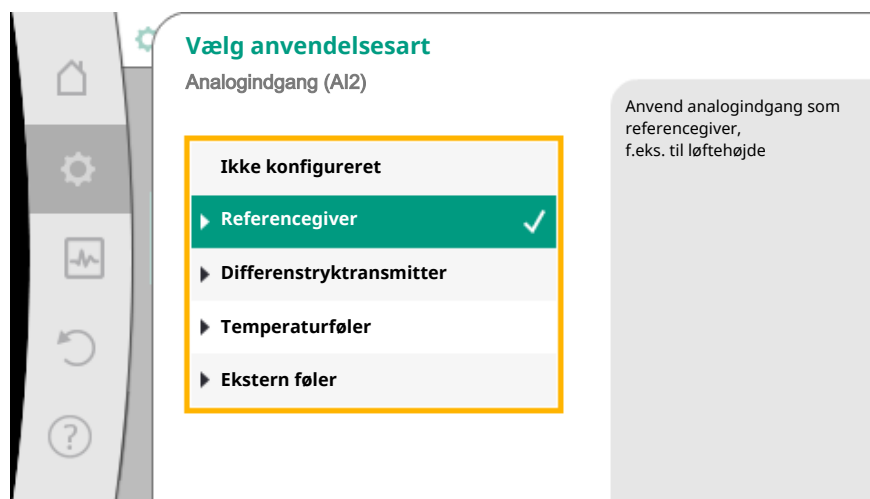 Vælg anvendelsesart
Analogindgang (AI2)
Ikke konfigureret
Referencegiver
Differenstryktransmitter
Temperaturføler
Ekstern føler
Anvend analogindgang som
referencegiver,
f.eks. til løftehøjde
?